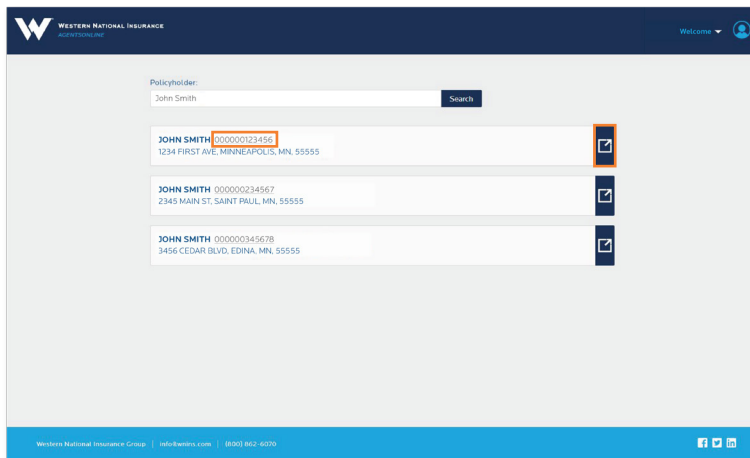 WESTERN NATIONAL INSURANCE
AGENTSONLINE
Welcome
Policyholder:
John Smith
Search
JOHN SMITH 000000123456
1234 FIRST AVE, MINNEAPOLIS, MN, 55555
JOHN SMITH 000000234567
2345 MAIN ST, SAINT PAUL, MN, 55555
JOHN SMITH 000000345678
3456 CEDAR BLVD, EDINA, MN, 55555
Western National Insurance Group | info@wnins.com | (800) 862-6070